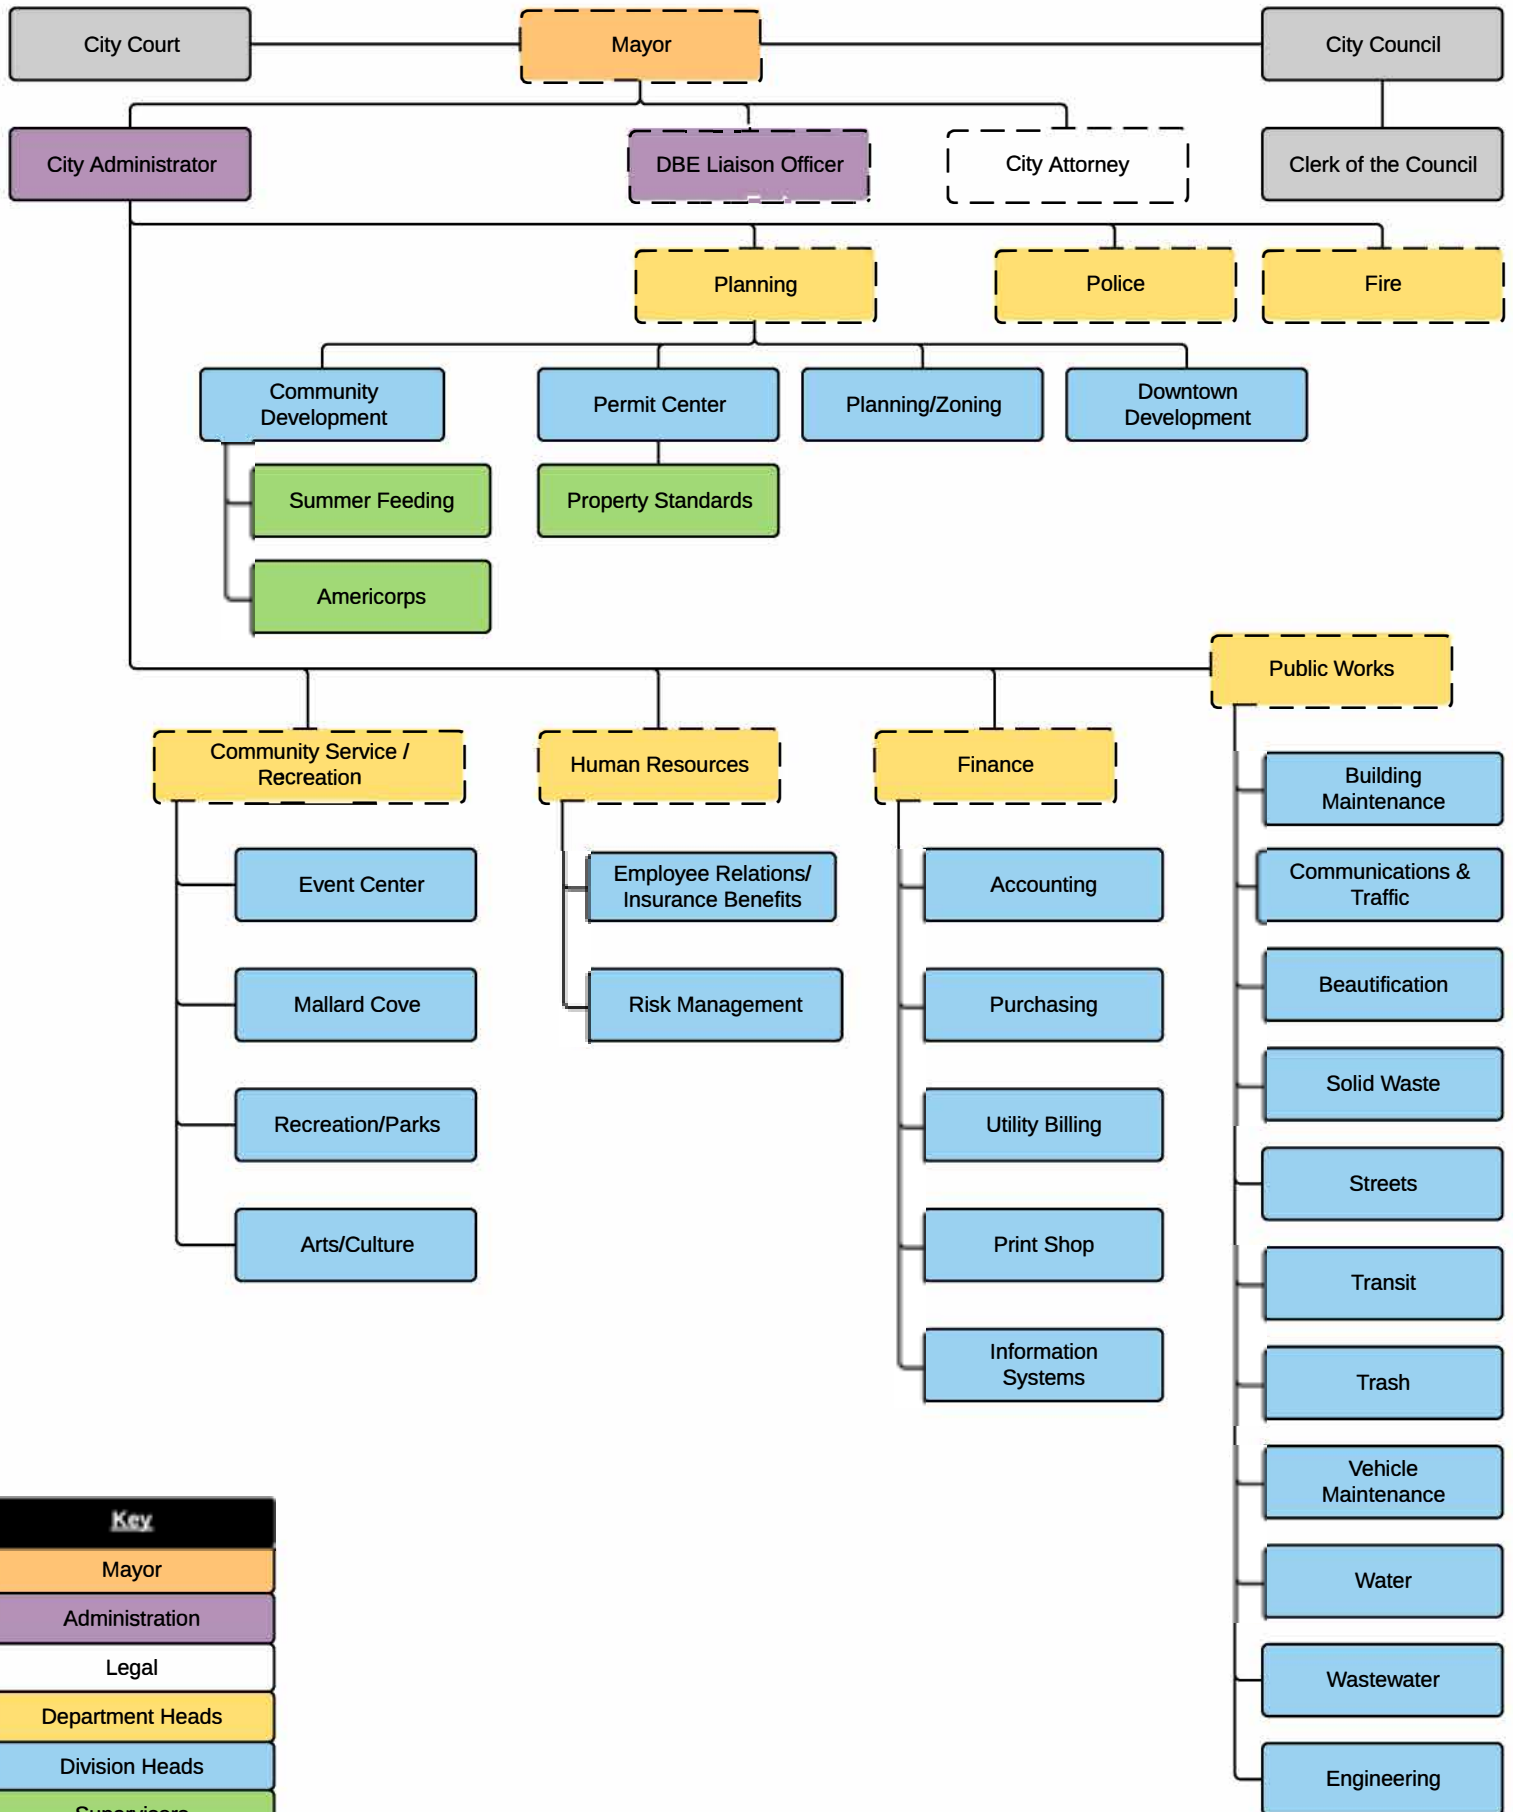 City Court
Mayor
City Council
City Administrator
DBE Liaison Officer
City Attorney
Clerk of the Council
Planning
Police
Fire
Community
Development
Permit Center
Planning/Zoning
Downtown
Development
Summer Feeding
Property Standards
Americorps
Public Works
Community Service /
Recreation
Human Resources
Finance
Building
Maintenance
Event Center
Employee Relations/
Insurance Benefits
Accounting
Communications &
Traffic
Mallard Cove
Risk Management
Purchasing
Beautification
Solid Waste
Recreation/Parks
Utility Billing
Streets
Arts/Culture
Print Shop
Transit
Information
Systems
Trash
Vehicle
Maintenance
Water
Wastewater
Engineering
Key
Mayor
Administration
Legal
Department Heads
Division Heads
Supervisors